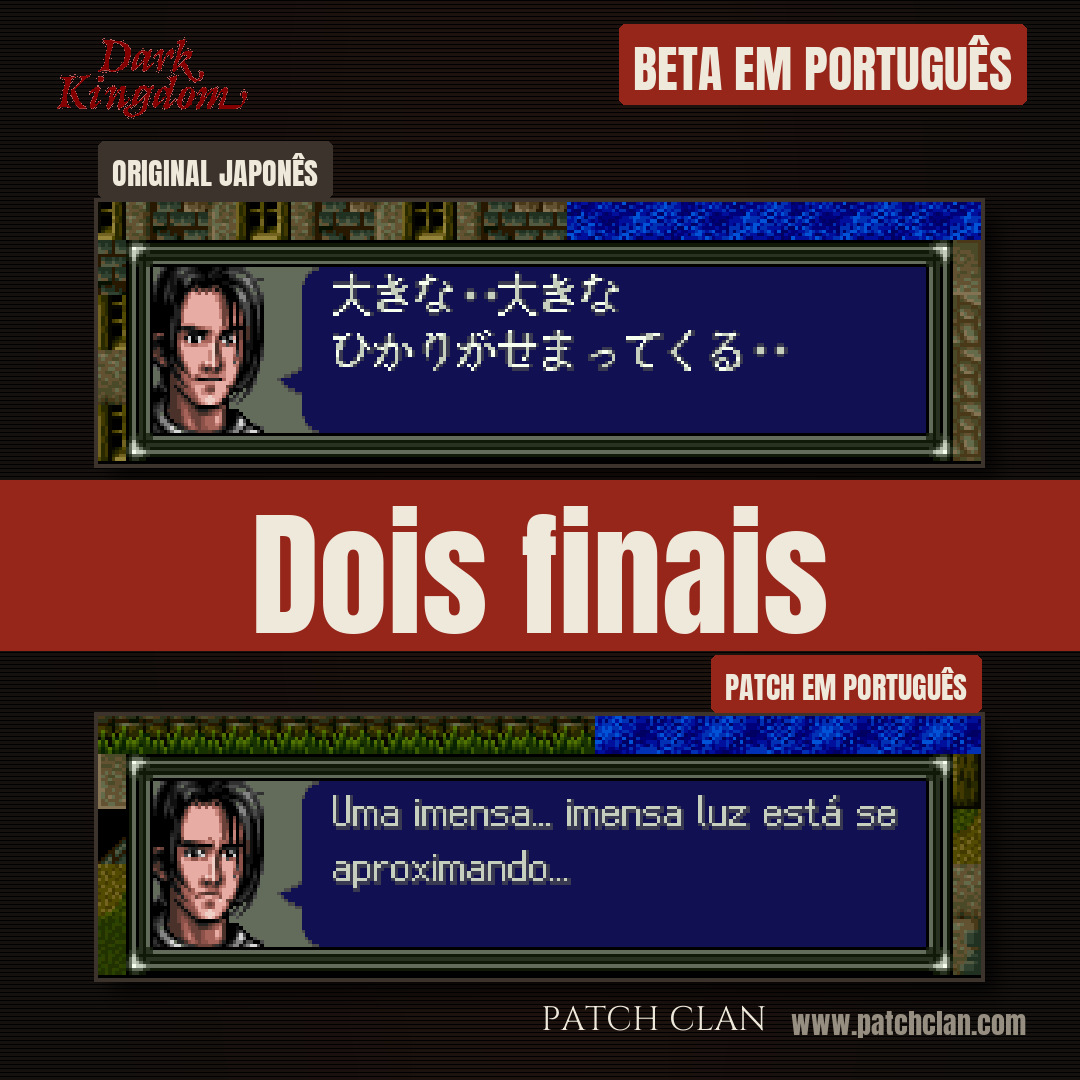 Dark
Kingdom
BETA EM PORTUGUÊS
ORIGINAL JAPONÊS
大きな‥大きな
ひかりがせまってくる‥
Dois finais
PATCH EM PORTUGUÊS
Uma imensa... imensa luz está se
aproximando...
PATCH CLAN www.patchclan.com